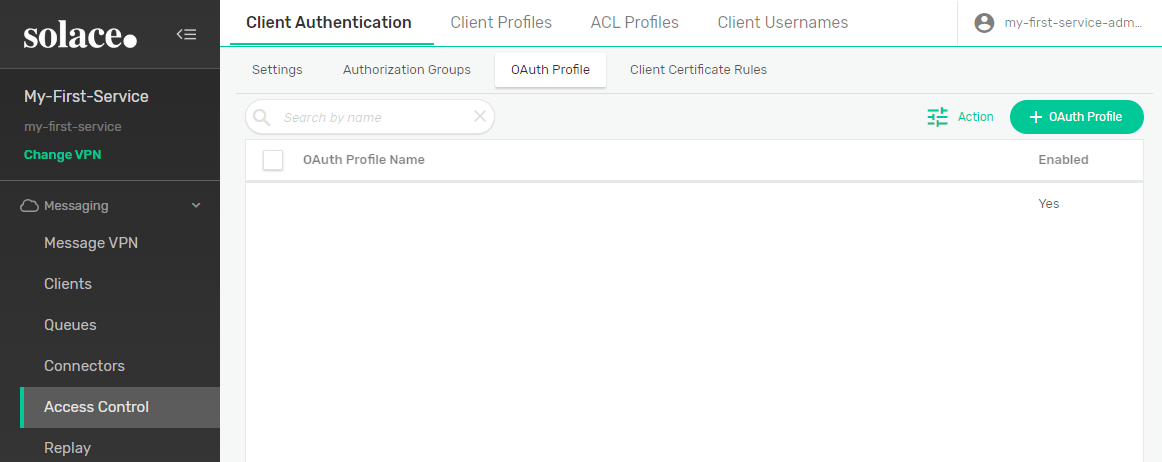 solace.
My-First-Service
my-first-service
Change VPN
Messaging
Message VPN
Clients
Queues
Connectors
Access Control
Replay
Client Authentication Client Profiles ACL Profiles Client Usernames
my-first-service-adm...
Settings Authorization Groups OAuth Profile Client Certificate Rules
Search by name
Action
+ OAuth Profile
OAuth Profile Name Enabled
Yes